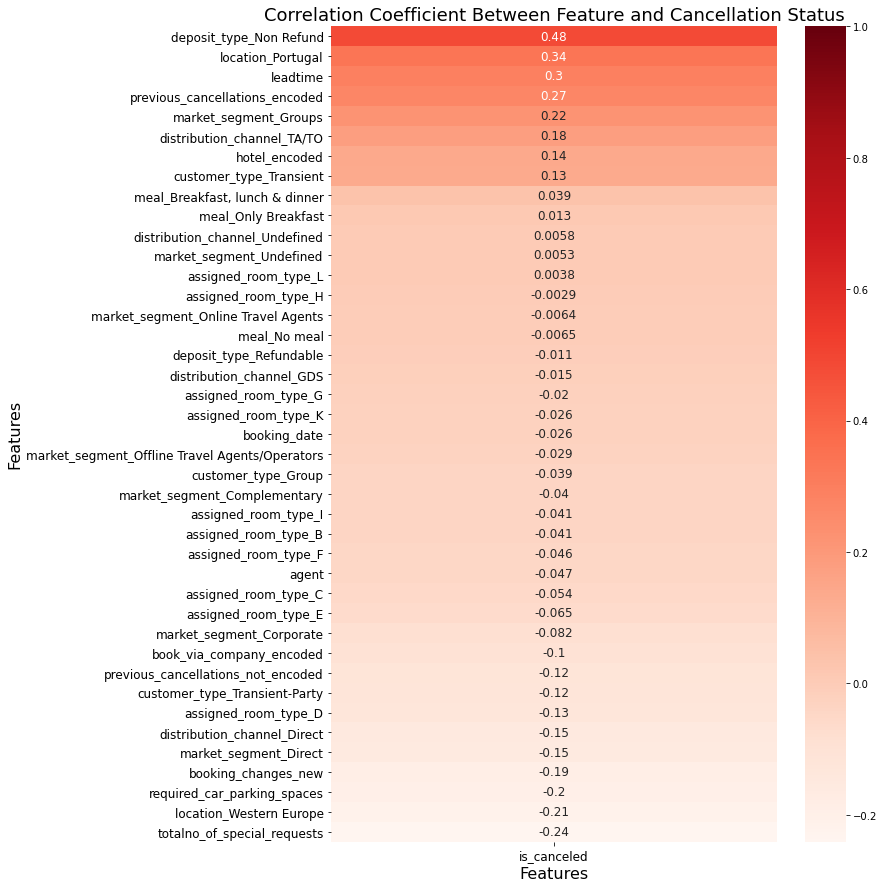 Correlation Coefficient Between Feature and Cancellation Status
deposit_type_Non Refund 0.48
location_Portugal 0.34
leadtime 0.3
previous_cancellations_encoded 0.27
market_segment_Groups 0.22
distribution_channel_TA/TO 0.18
hotel_encoded 0.14
customer_type_Transient 0.13
meal_Breakfast, lunch & dinner 0.039
meal_Only Breakfast 0.013
distribution_channel_Undefined 0.0058
market_segment_Undefined 0.0053
assigned_room_type_L 0.0038
assigned_room_type_H -0.0029
market_segment_Online Travel Agents -0.0064
meal_No meal -0.0065
deposit_type_Refundable -0.011
distribution_channel_GDS -0.015
assigned_room_type_G -0.02
assigned_room_type_K -0.026
booking_date -0.026
market_segment_Offline Travel Agents/Operators -0.029
customer_type_Group -0.039
market_segment_Complementary -0.04
assigned_room_type_I -0.041
assigned_room_type_B -0.041
assigned_room_type_F -0.046
agent -0.047
assigned_room_type_C -0.054
assigned_room_type_E -0.065
market_segment_Corporate -0.082
book_via_company_encoded -0.1
previous_cancellations_not_encoded -0.12
customer_type_Transient-Party -0.12
assigned_room_type_D -0.13
distribution_channel_Direct -0.15
market_segment_Direct -0.15
booking_changes_new -0.19
required_car_parking_spaces -0.2
location_Western Europe -0.21
totalno_of_special_requests -0.24
Features
is_canceled
Features
1.0
0.8
0.6
0.4
0.2
0.0
−0.2